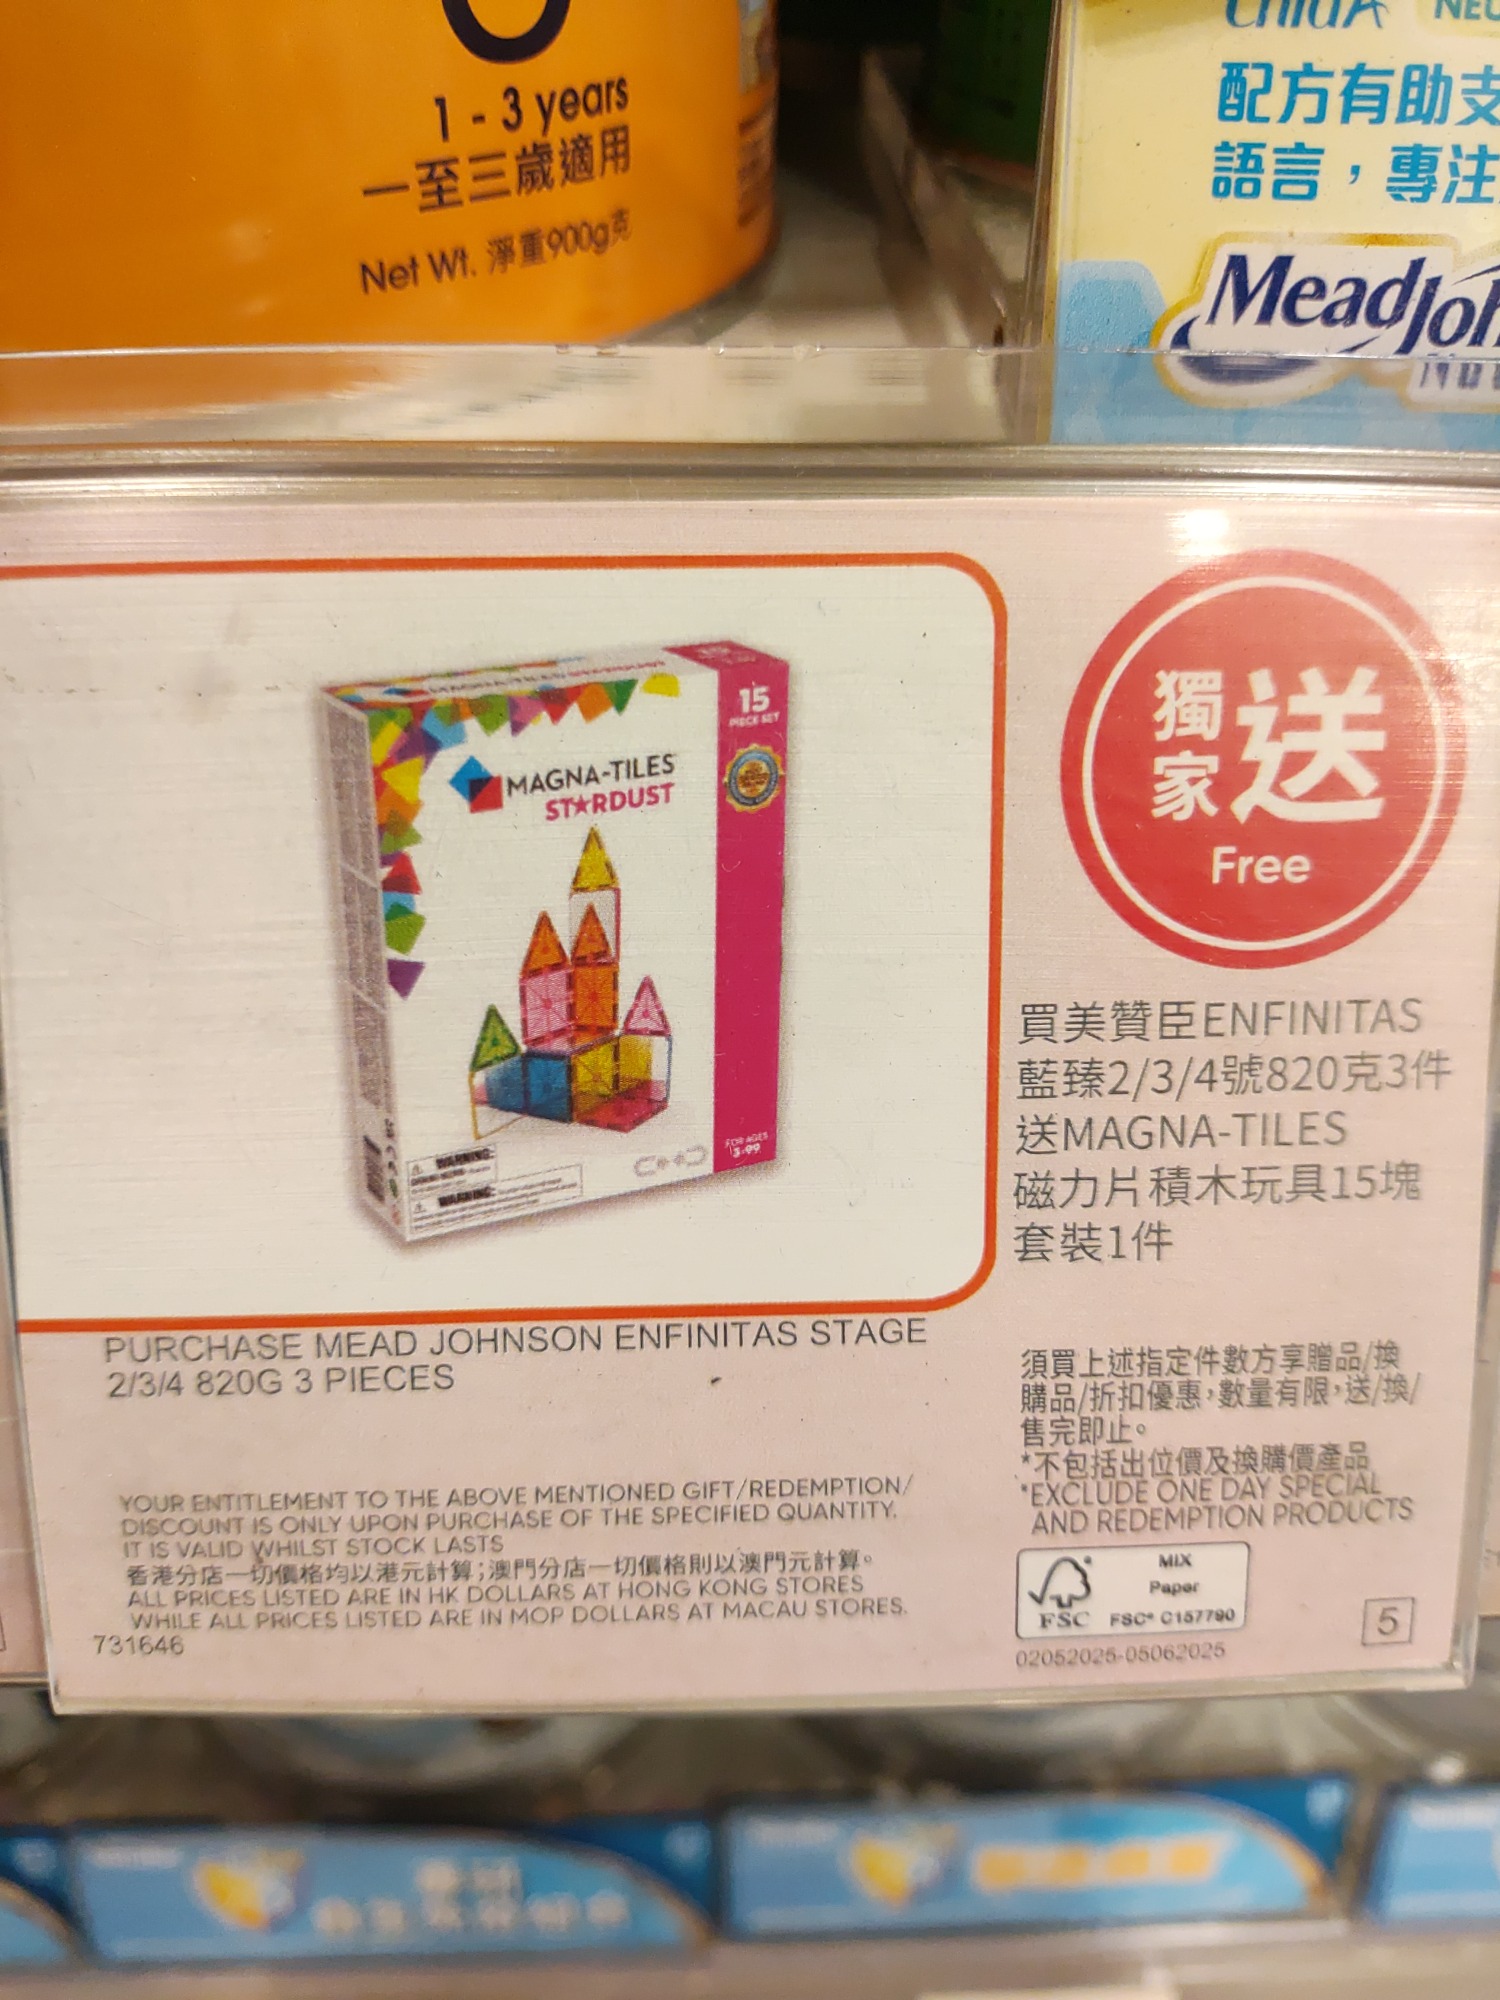 1 - 3 years
一至三歲適用
Net Wt. 淨重900g克
配方有助支
語言，專注
MeadJoh
15
PIECE SET
MAGNA-TILES
STARDUST
FOR AGES
3-99
WARNING:
WARNING:
獨家送
Free
買美贊臣ENFINITAS
藍臻2/3/4號820克3件
送MAGNA-TILES
磁力片積木玩具15塊
套裝1件
PURCHASE MEAD JOHNSON ENFINITAS STAGE
2/3/4 820G 3 PIECES
須買上述指定件數方享贈品/換
購品/折扣優惠，數量有限，送/換/
售完即止。
*不包括出位價及換購價產品
*EXCLUDE ONE DAY SPECIAL
AND REDEMPTION PRODUCTS
YOUR ENTITLEMENT TO THE ABOVE MENTIONED GIFT/REDEMPTION/
DISCOUNT IS ONLY UPON PURCHASE OF THE SPECIFIED QUANTITY.
IT IS VALID WHILST STOCK LASTS
香港分店一切價格均以港元計算；澳門分店一切價格則以澳門元計算。
ALL PRICES LISTED ARE IN HK DOLLARS AT HONG KONG STORES
WHILE ALL PRICES LISTED ARE IN MOP DOLLARS AT MACAU STORES.
731646
MIX
Paper
FSC FSC® C157790
02052025-05062025
5